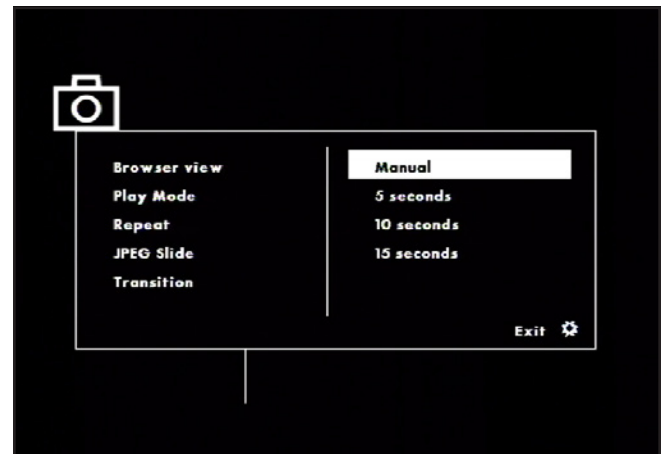 Browser view
Play Mode
Repeat
JPEG Slide
Transition
Manual
5 seconds
10 seconds
15 seconds
Exit